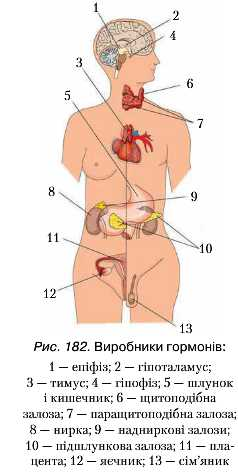 1
2
4
3
5
6
7
8
9
10
11
12
13
Рис. 182. Виробники гормонів:
1 — епіфіз; 2 — гіпоталамус;
3 — тимус; 4 — гіпофіз; 5 — шлунок
і кишечник; 6 — щитоподібна
залоза; 7 — паращитоподібна залоза;
8 — нирка; 9 — надниркові залози;
10 — підшлункова залоза; 11 — пла-
цента; 12 — яєчник; 13 — сім’яник